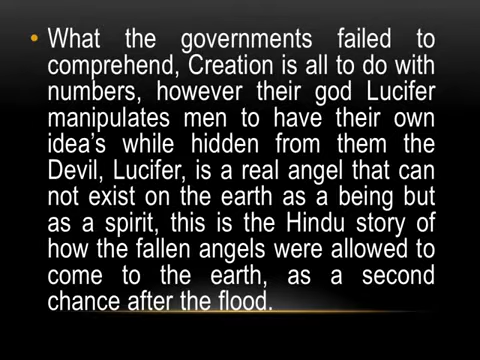 • What the governments failed to
comprehend, Creation is all to do with
numbers, however their god Lucifer
manipulates men to have their own
idea's while hidden from them the
Devil, Lucifer, is a real angel that can
not exist on the earth as a being but
as a spirit, this is the Hindu story of
how the fallen angels were allowed to
come to the earth, as a second
chance after the flood.